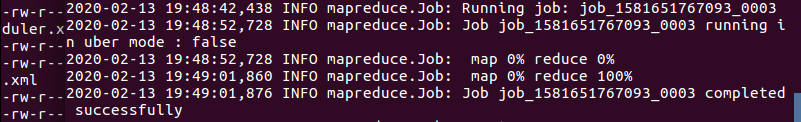 -rw-r--
duler.x
-rw-r--
.xml
-rw-r--
-rw-r--
2020-02-13 19:48:42,438 INFO mapreduce.Job: Running job: job_1581651767093_0003
2020-02-13 19:48:52,728 INFO mapreduce.Job: Job job_1581651767093_0003 running i
n uber mode : false
2020-02-13 19:48:52,728 INFO mapreduce.Job:  map 0% reduce 0%
2020-02-13 19:49:01,860 INFO mapreduce.Job:  map 0% reduce 100%
2020-02-13 19:49:01,876 INFO mapreduce.Job: Job job_1581651767093_0003 completed
 successfully